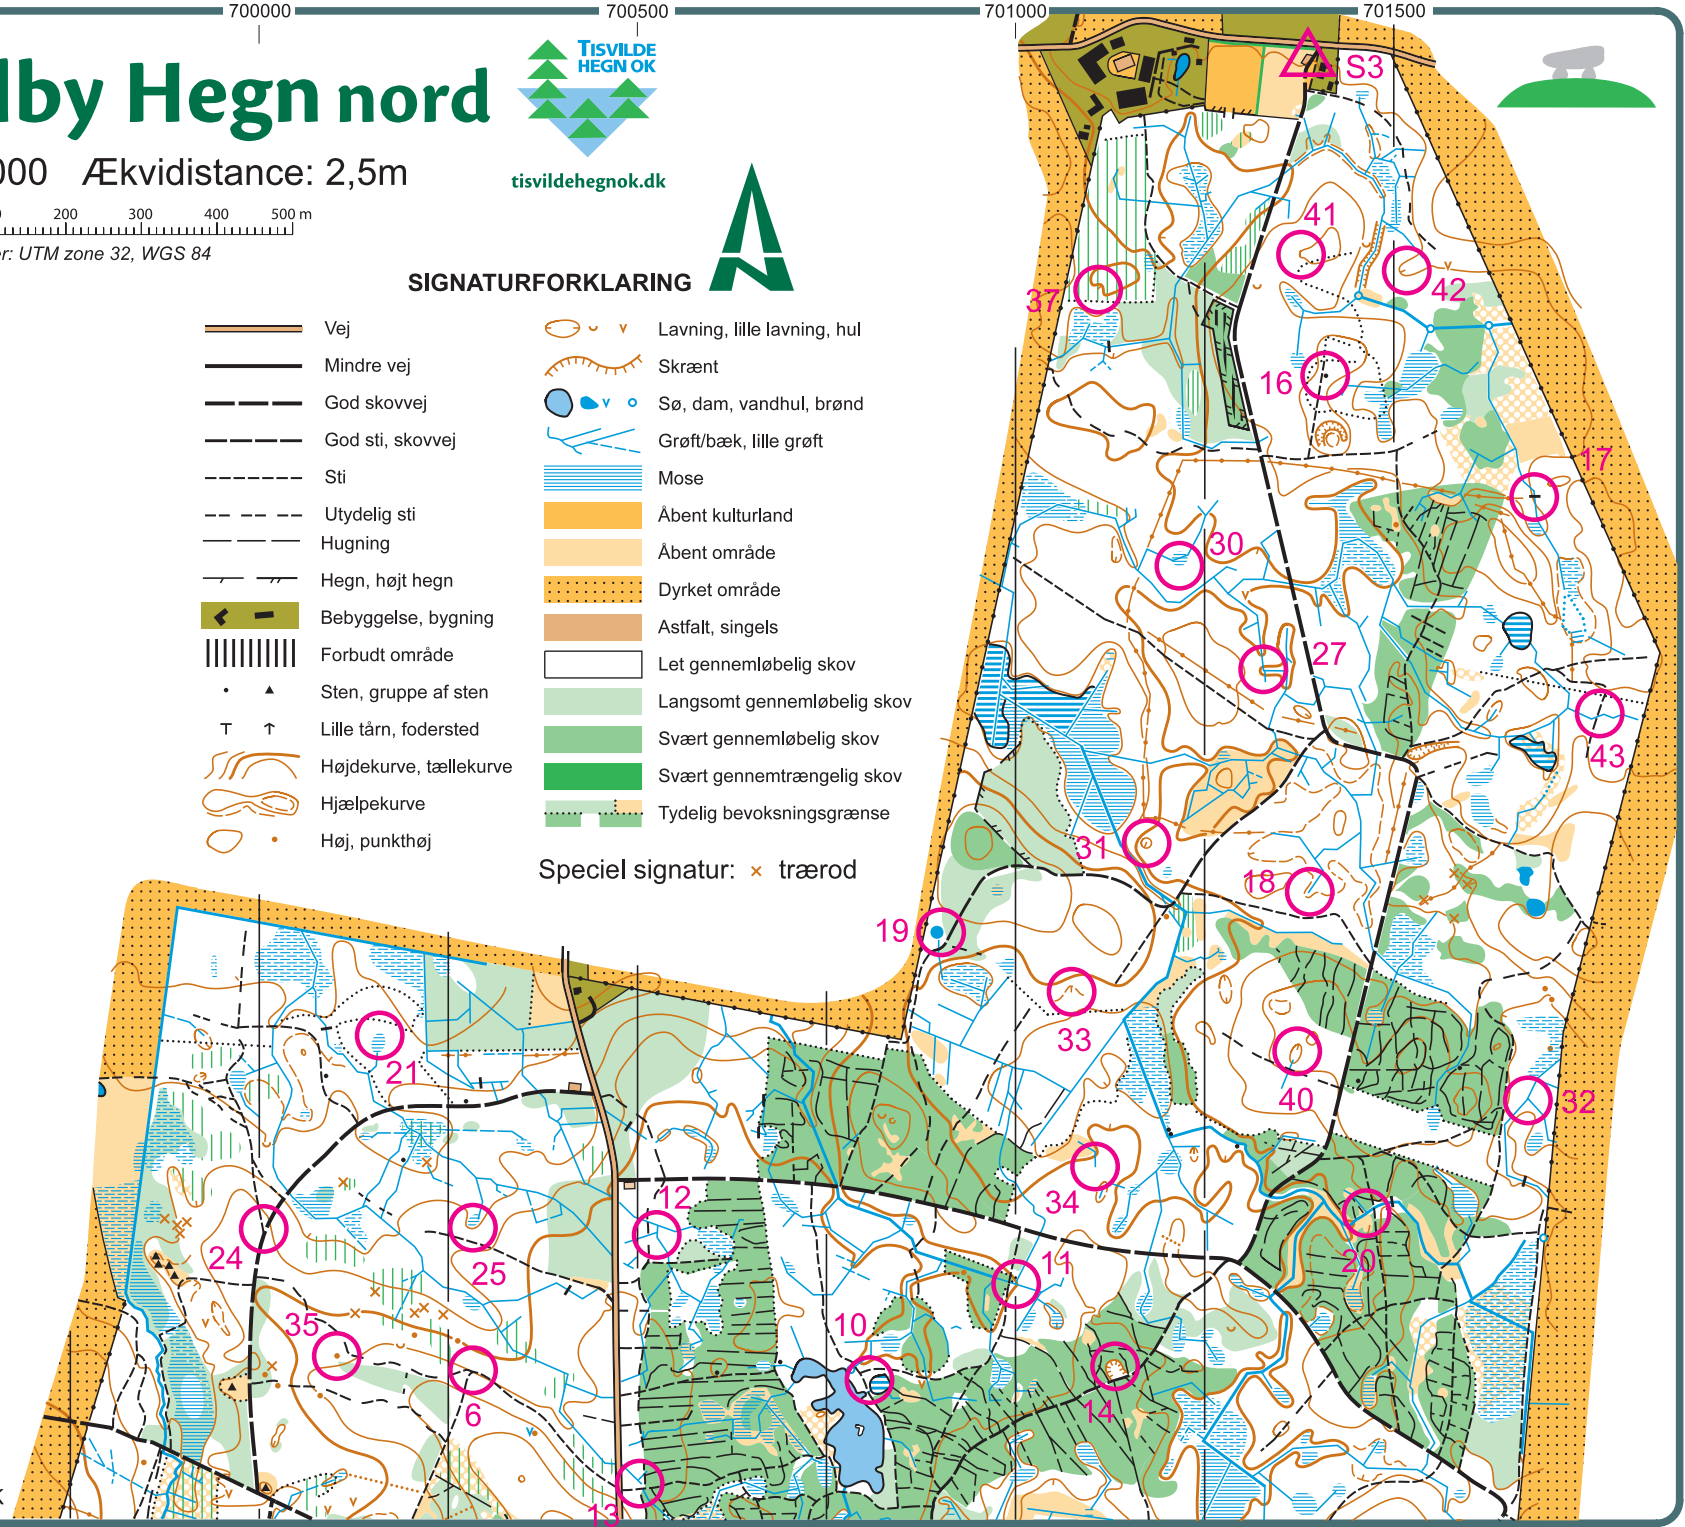 700000
700500
701000
701500
TISVILDE
HEGN OK
lby Hegn nord
000 Ækvidistance: 2,5m
tisvildehegnok.dk
200 300 400 500 m
er: UTM zone 32, WGS 84
SIGNATURFORKLARING
Vej
Mindre vej
God skovvej
God sti, skovvej
Sti
Utydelig sti
Hugning
Hegn, højt hegn
Bebyggelse, bygning
Forbudt område
Sten, gruppe af sten
Lille tårn, fodersted
Højdekurve, tællekurve
Hjælpekurve
Høj, punkthøj
Lavning, lille lavning, hul
Skrænt
Sø, dam, vandhul, brønd
Grøft/bæk, lille grøft
Mose
Åbent kulturland
Åbent område
Dyrket område
Astfalt, singels
Let gennemløbelig skov
Langsomt gennemløbelig skov
Svært gennemløbelig skov
Svært gennemtrængelig skov
Tydelig bevoksningsgrænse
Speciel signatur: × trærod
S3
41
42
37
16
17
30
27
43
31
18
19
33
21
40
32
34
12
24
25
20
11
35
10
6
14
13
k